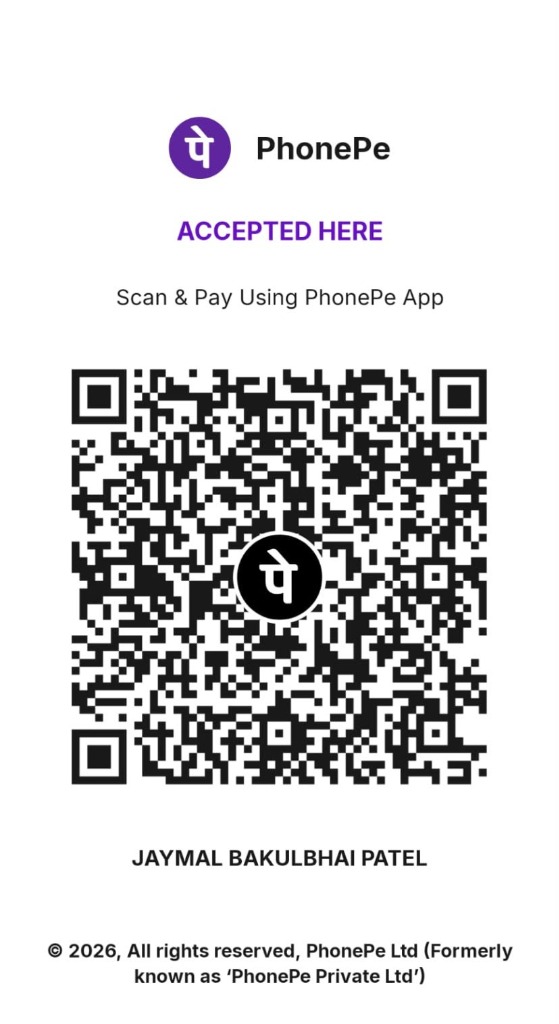 पे PhonePe
ACCEPTED HERE
Scan & Pay Using PhonePe App
पे
JAYMAL BAKULBHAI PATEL
© 2026, All rights reserved, PhonePe Ltd (Formerly
known as ‘PhonePe Private Ltd’)